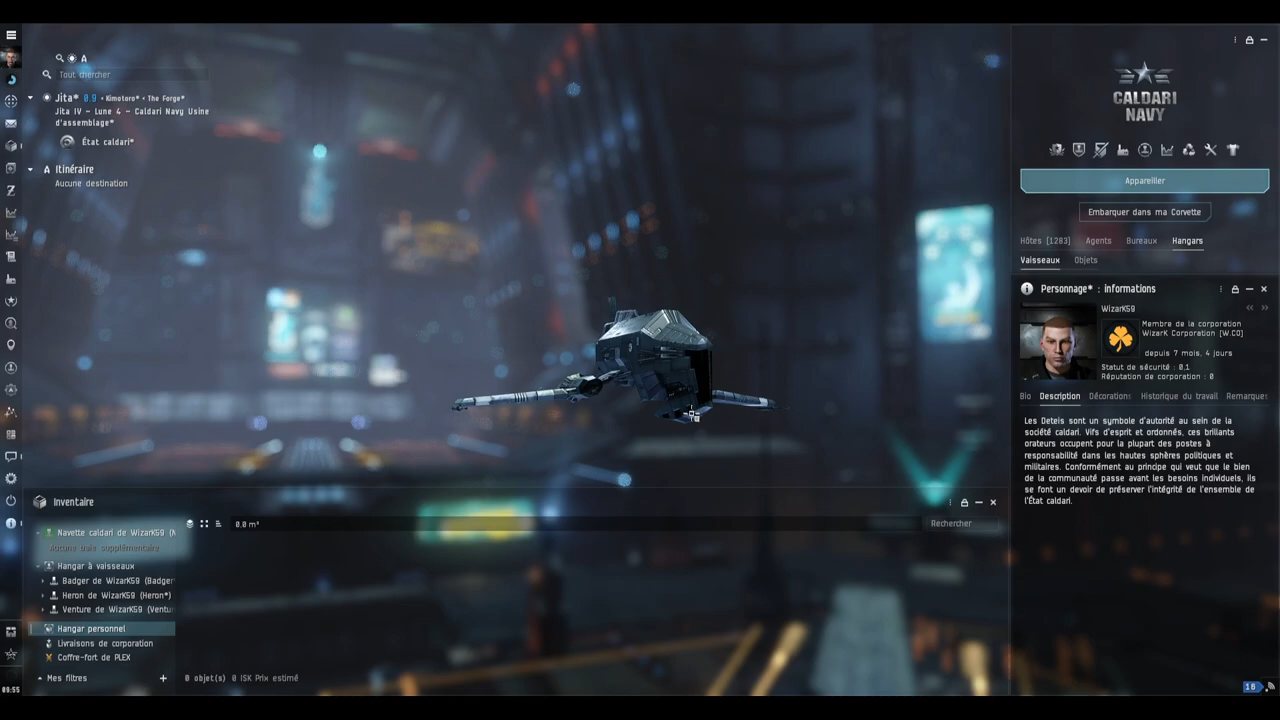 Tout chercher
Jita* 0.9 < Kimotoro* < The Forge*
Jita IV - Lune 4 - Caldari Navy Usine
d'assemblage*
État caldari*
Itinéraire
Aucune destination
CALDARI
NAVY
Appareiller
Embarquer dans ma Corvette
Hôtes [1283] Agents Bureaux Hangars
Vaisseaux Objets
Personnage* : informations
WizarK59
Membre de la corporation
WizarK Corporation [W.CO]
depuis 7 mois, 4 jours
Statut de sécurité : 0.1
Réputation de corporation : 0
Bio Description Décorations Historique du travail Remarques
Les Deteis sont un symbole d'autorité au sein de la
société caldari. Vifs d'esprit et ordonnés, ces brillants
orateurs occupent pour la plupart des postes à
responsabilité dans les hautes sphères politiques et
militaires. Conformément au principe qui veut que le bien
de la communauté passe avant les besoins individuels, ils
se font un devoir de préserver l'intégrité de l'ensemble de
l'État caldari.
Inventaire
Navette caldari de WizarK59 (N
0.0 m³
Rechercher
Aucune baie supplémentaire
Hangar à vaisseaux
Badger de WizarK59 (Badger
Heron de WizarK59 (Heron*)
Venture de WizarK59 (Ventu
Hangar personnel
Livraisons de corporation
Coffre-fort de PLEX
Mes filtres +
0 objet(s) 0 ISK Prix estimé
09:55
16